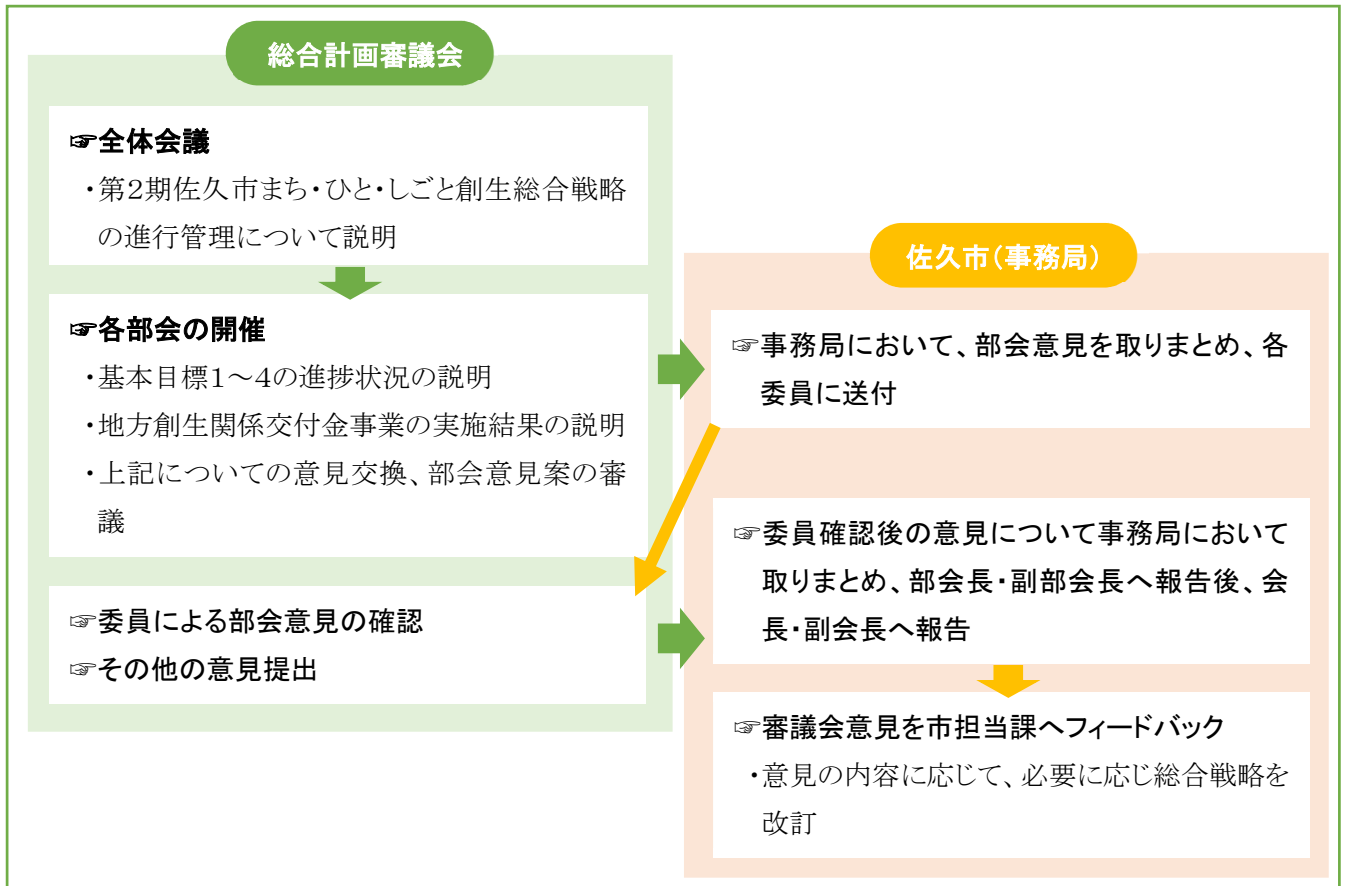 総合計画審議会
☞全体会議
・第2期佐久市まち・ひと・しごと創生総合戦略
の進行管理について説明
☞各部会の開催
・基本目標1～4の進捗状況の説明
・地方創生関係交付金事業の実施結果の説明
・上記についての意見交換、部会意見案の審
議
☞委員による部会意見の確認
☞その他の意見提出
佐久市(事務局)
☞事務局において、部会意見を取りまとめ、各
委員に送付
☞委員確認後の意見について事務局において
取りまとめ、部会長・副部会長へ報告後、会
長・副会長へ報告
☞審議会意見を市担当課へフィードバック
・意見の内容に応じて、必要に応じ総合戦略を
改訂